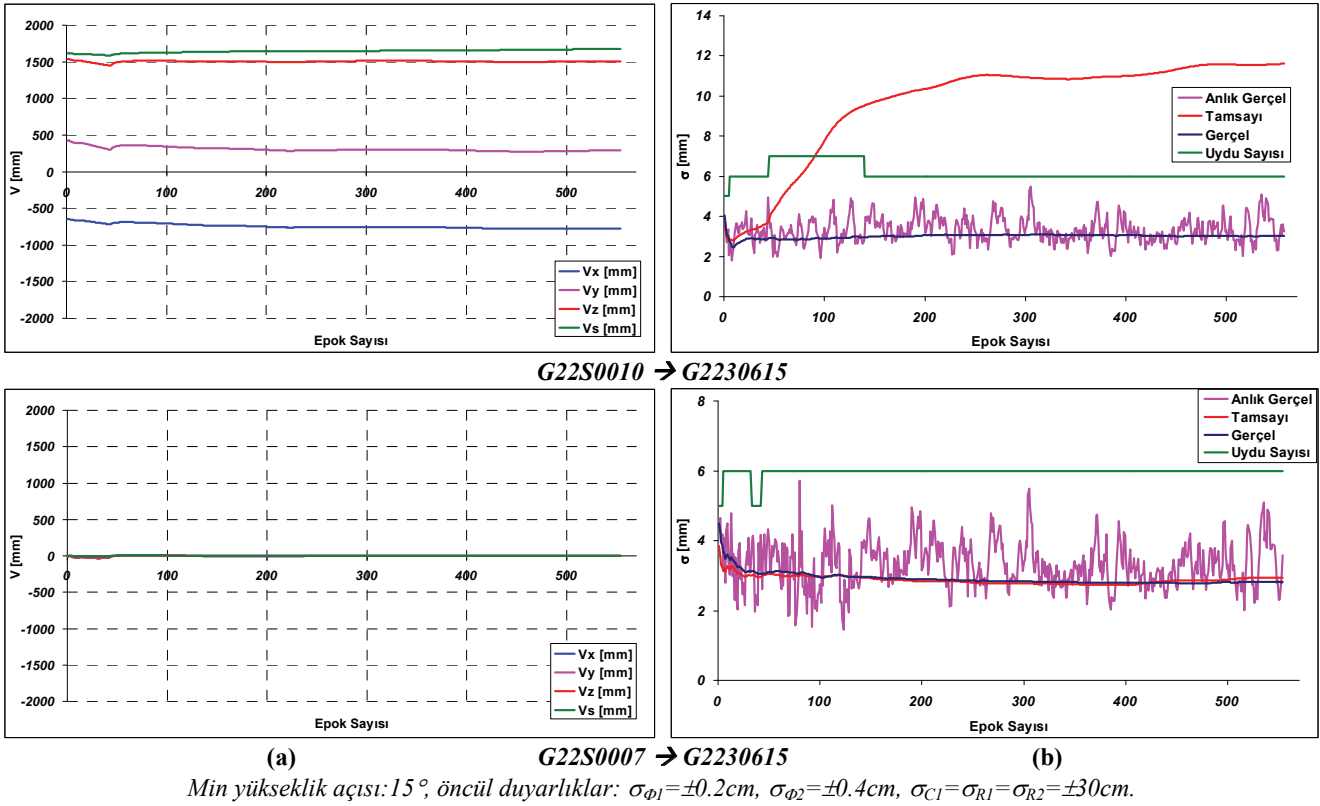 2000
1500
1000
500
0
-500
-1000
-1500
-2000
V [mm]
0 100 200 300 400 500
Epok Sayısı
Vx [mm]
Vy [mm]
Vz [mm]
Vs [mm]
14
12
10
8
6
4
2
0
σ [mm]
0 100 200 300 400 500
Epok Sayısı
Anlık Gerçel
Tamsayı
Gerçel
Uydu Sayısı
G22S0010 → G2230615
2000
1500
1000
500
0
-500
-1000
-1500
-2000
V [mm]
0 100 200 300 400 500
Epok Sayısı
Vx [mm]
Vy [mm]
Vz [mm]
Vs [mm]
8
6
4
2
0
σ [mm]
0 100 200 300 400 500
Epok Sayısı
Anlık Gerçel
Tamsayı
Gerçel
Uydu Sayısı
(a) G22S0007 → G2230615 (b)
Min yükseklik açısı:15°, öncül duyarlıklar: σΦ1=±0.2cm, σΦ2=±0.4cm, σC1=σR1=σR2=±30cm.